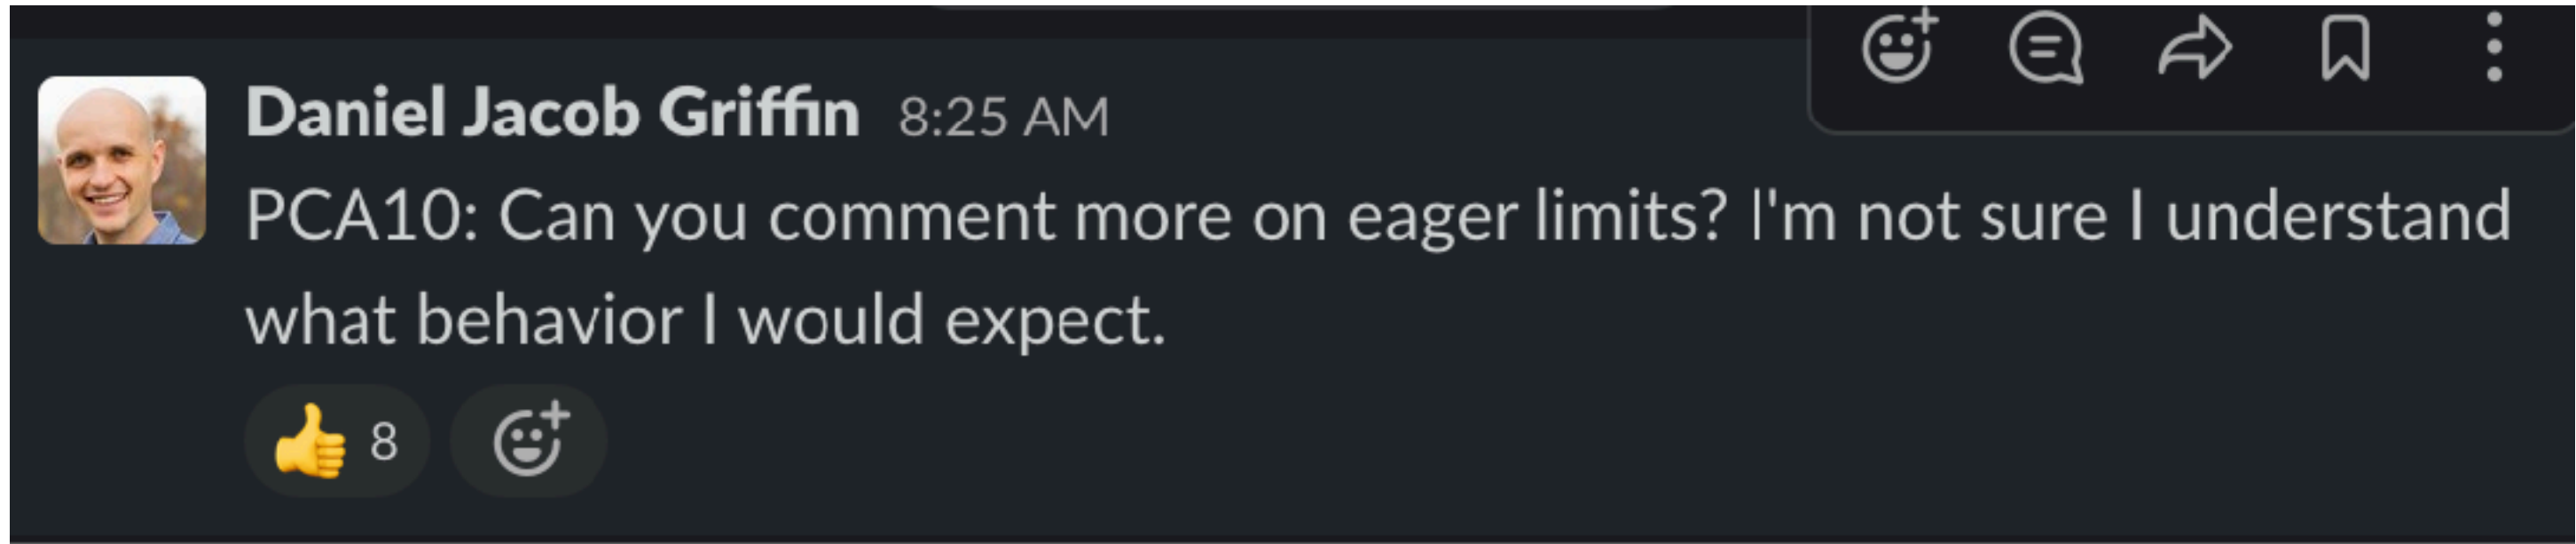 Daniel Jacob Griffin 8:25 AM
PCA10: Can you comment more on eager limits? I'm not sure I understand
what behavior I would expect.
👍 8